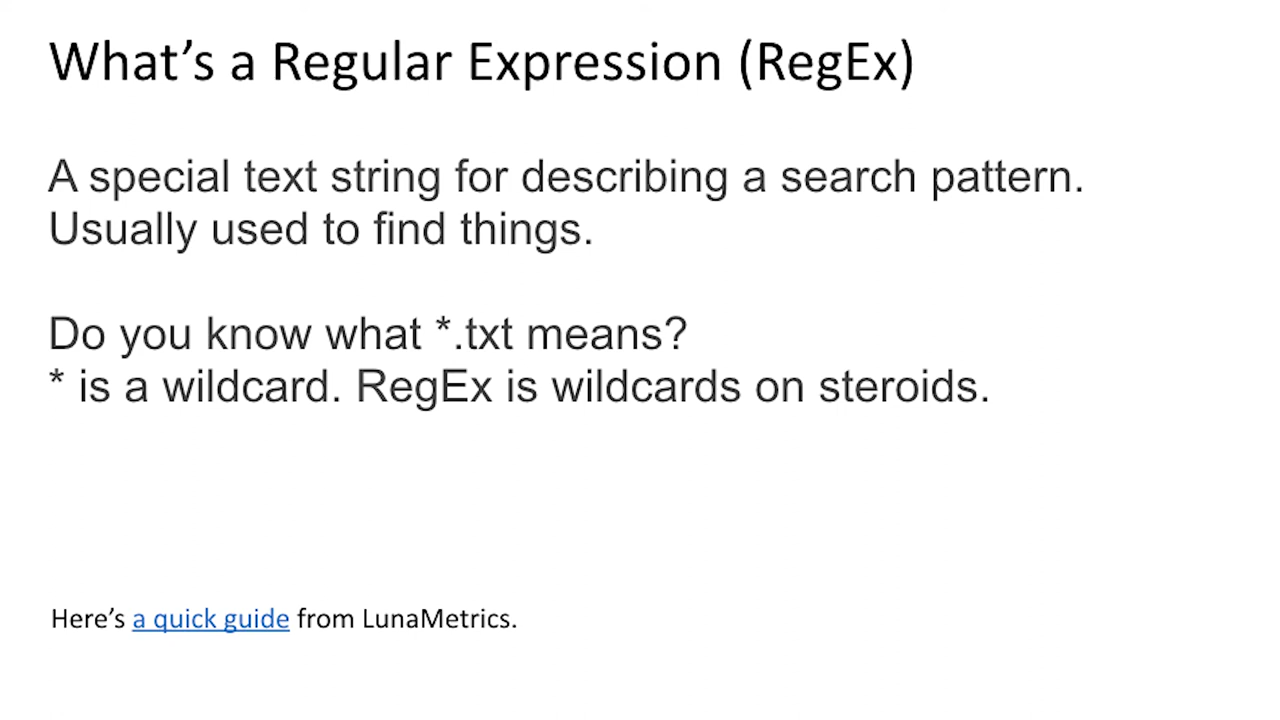 What’s a Regular Expression (RegEx)
A special text string for describing a search pattern.
Usually used to find things.
Do you know what *.txt means?
* is a wildcard. RegEx is wildcards on steroids.
Here’s a quick guide from LunaMetrics.